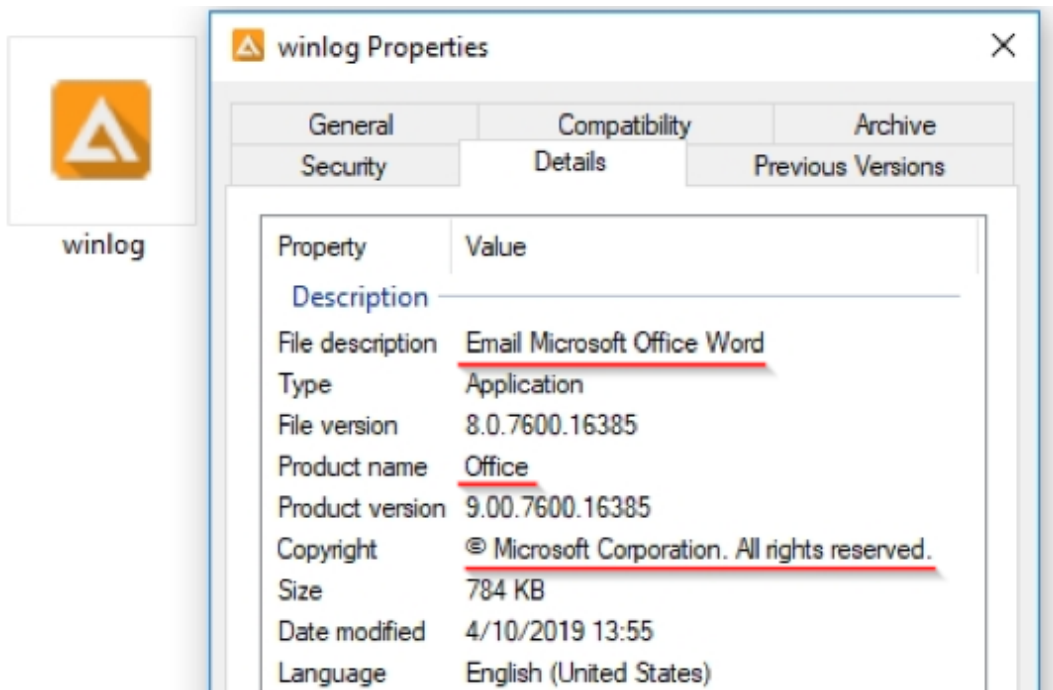 winlog Properties
General Compatibility Archive
Security Details Previous Versions
winlog
Property Value
Description
File description Email Microsoft Office Word
Type Application
File version 8.0.7600.16385
Product name Office
Product version 9.00.7600.16385
Copyright © Microsoft Corporation. All rights reserved.
Size 784 KB
Date modified 4/10/2019 13:55
Language English (United States)